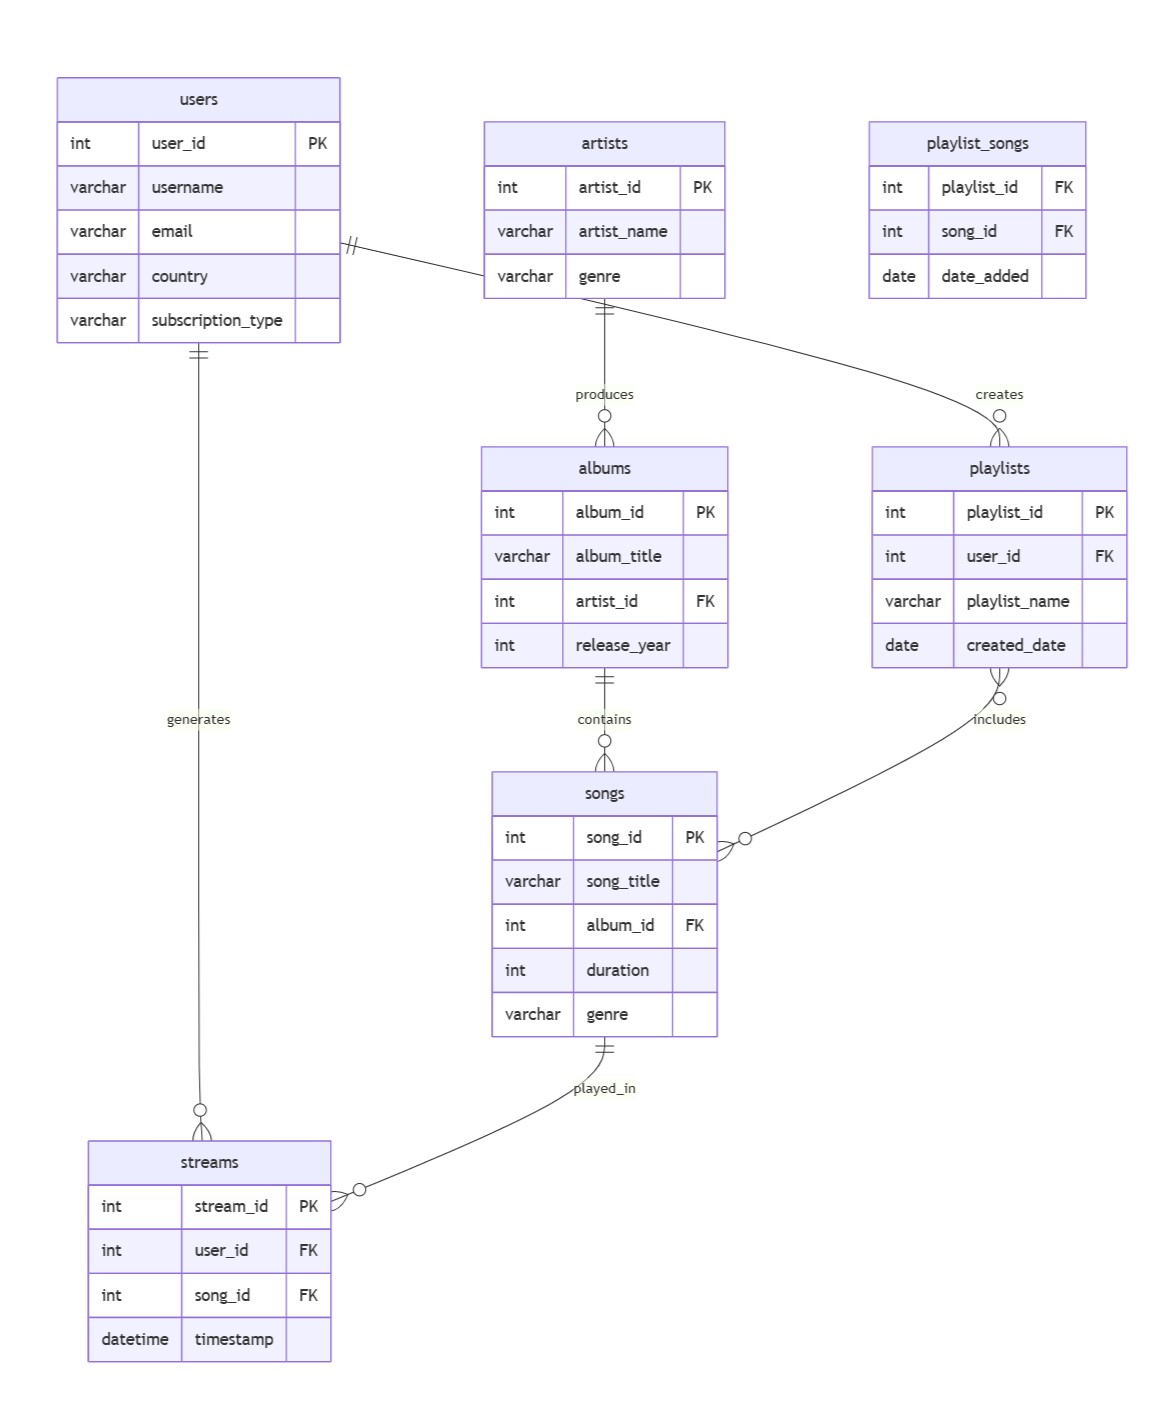 users
int user_id PK
varchar username
varchar email
varchar country
varchar subscription_type
artists
int artist_id PK
varchar artist_name
varchar genre
playlist_songs
int playlist_id FK
int song_id FK
date date_added
produces
creates
albums
int album_id PK
varchar album_title
int artist_id FK
int release_year
playlists
int playlist_id PK
int user_id FK
varchar playlist_name
date created_date
generates
contains
includes
songs
int song_id PK
varchar song_title
int album_id FK
int duration
varchar genre
played_in
streams
int stream_id PK
int user_id FK
int song_id FK
datetime timestamp